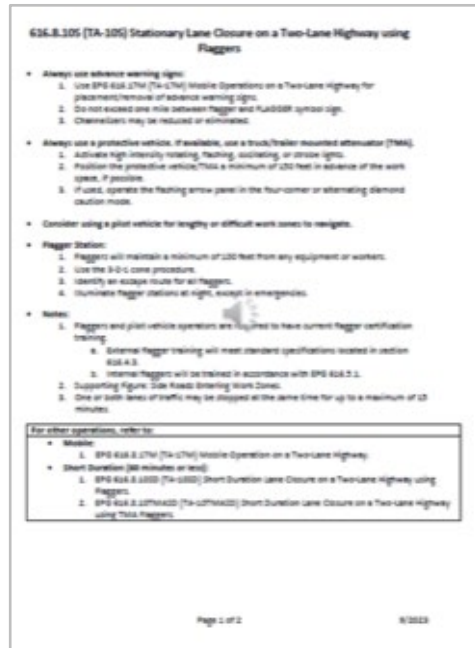 616.8.10S (TA-10S) Stationary Lane Closure on a Two-Lane Highway using
Flaggers
• Always use advance warning signs:
1. Use EPG 616.8.17M (TA-17M) Mobile Operations on a Two-Lane Highway for
placement/removal of advance warning signs.
2. Do not exceed one mile between flagger and FLAGGER symbol sign.
3. Channelizers may be reduced or eliminated.
• Always use a protective vehicle. If available, use a truck/trailer mounted attenuator (TMA).
1. Activate high intensity rotating, flashing, oscillating, or strobe lights.
2. Position the protective vehicle/TMA a minimum of 150 feet in advance of the work
space, if possible.
3. If used, operate the flashing arrow panel in the four-corner or alternating diamond
caution mode.
• Consider using a pilot vehicle for lengthy or difficult work zones to navigate.
• Flagger Station:
1. Flaggers will maintain a minimum of 100 feet from any equipment or workers.
2. Use the 3-2-1 cone procedure.
3. Identify an escape route for all flaggers.
4. Illuminate flagger stations at night, except in emergencies.
• Notes:
1. Flaggers and pilot vehicle operators are required to have current flagger certification
training.
a. External flagger training will meet standard specifications located in section
616.4.3.
b. Internal flaggers will be trained in accordance with EPG 616.5.1.
2. Supporting Figure: Side Roads Entering Work Zones.
3. One or both lanes of traffic may be stopped at the same time for up to a maximum of 15
minutes.
For other operations, refer to:
• Mobile:
1. EPG 616.8.17M (TA-17M) Mobile Operation on a Two-Lane Highway.
• Short Duration (60 minutes or less):
1. EPG 616.8.10SD (TA-10SD) Short Duration Lane Closure on a Two-Lane Highway using
Flaggers.
2. Short Duration Lane Closure on a Two-Lane Highway
using TMA Flaggers.
Page 1 of 2 9/2023